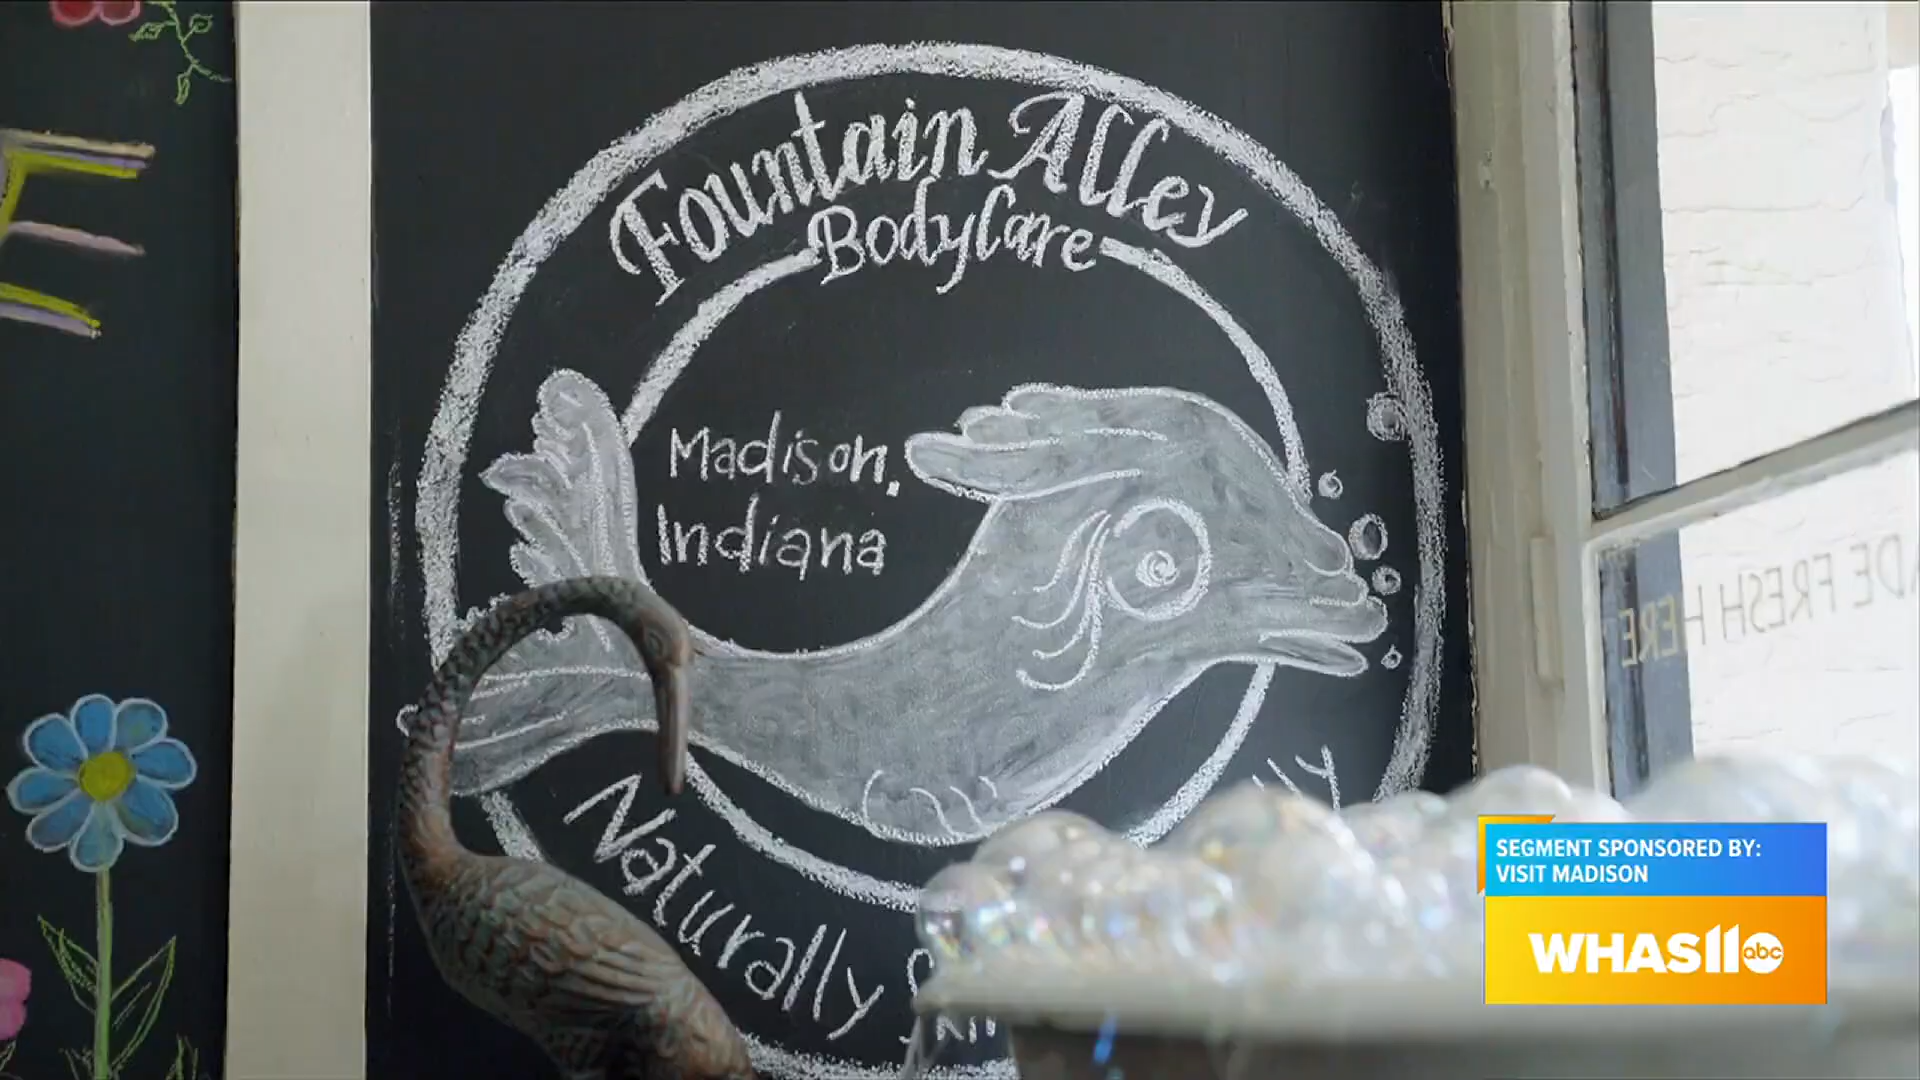 Fountain Alley
BodyCare
Madison,
Indiana
Naturally
E
DE FRESH HERE
SEGMENT SPONSORED BY:
VISIT MADISON
WHAS11 abc